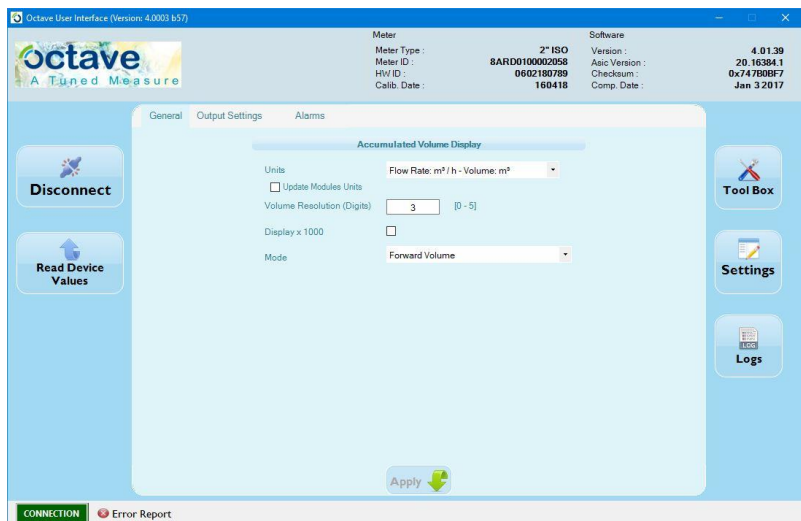 Octave User Interface (Version: 4.0003 b57)
octave
A Tuned Measure
Meter
Meter Type : 2" ISO
Meter ID : 8ARD0100002058
HW ID : 0602180789
Calib. Date : 160418
Software
Version : 4.01.39
Asic Version : 20.16384.1
Checksum : 0x747B0BF7
Comp. Date : Jan 3 2017
General Output Settings Alarms
Accumulated Volume Display
Units Flow Rate: m³ / h - Volume: m³
Update Modules Units
Volume Resolution (Digits) 3 [0 - 5]
Display x 1000
Mode Forward Volume
Disconnect
Read Device
Values
Tool Box
Settings
LOG
Logs
Apply
CONNECTION Error Report